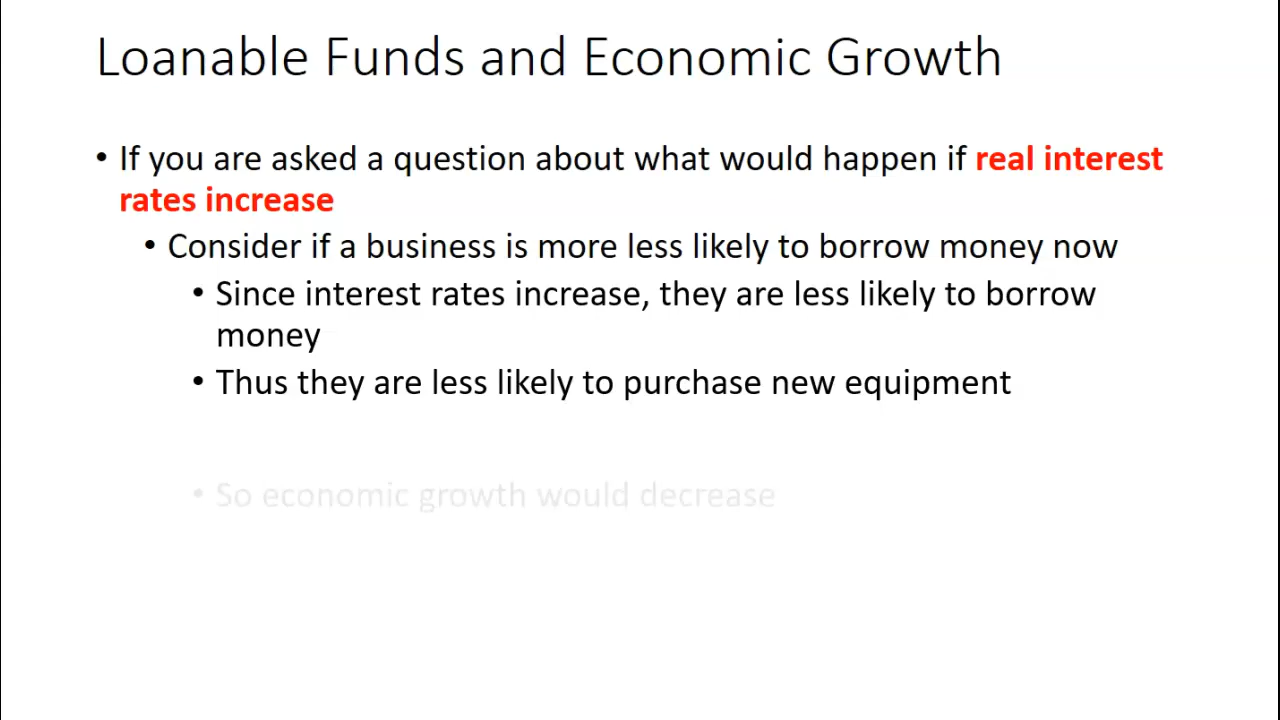 Loanable Funds and Economic Growth
• If you are asked a question about what would happen if real interest
rates increase
• Consider if a business is more less likely to borrow money now
• Since interest rates increase, they are less likely to borrow
money
• Thus they are less likely to purchase new equipment
• So economic growth would decrease